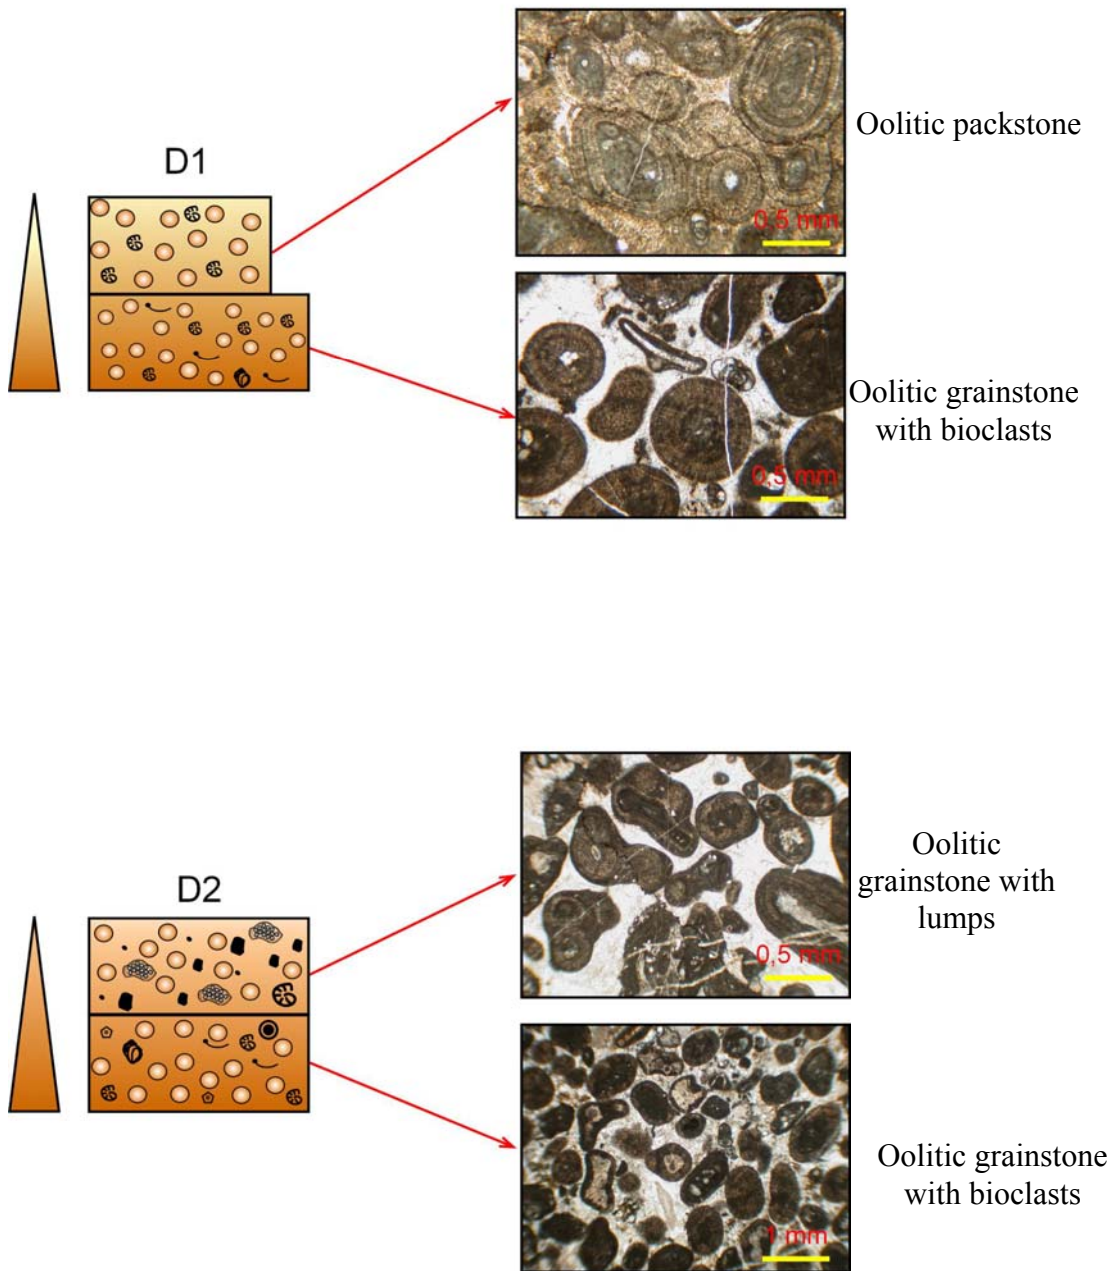 D1
0.5 mm
Oolitic packstone
0,5 mm
Oolitic grainstone
with bioclasts
D2
0,5 mm
Oolitic
grainstone with
lumps
1 mm
Oolitic grainstone
with bioclasts